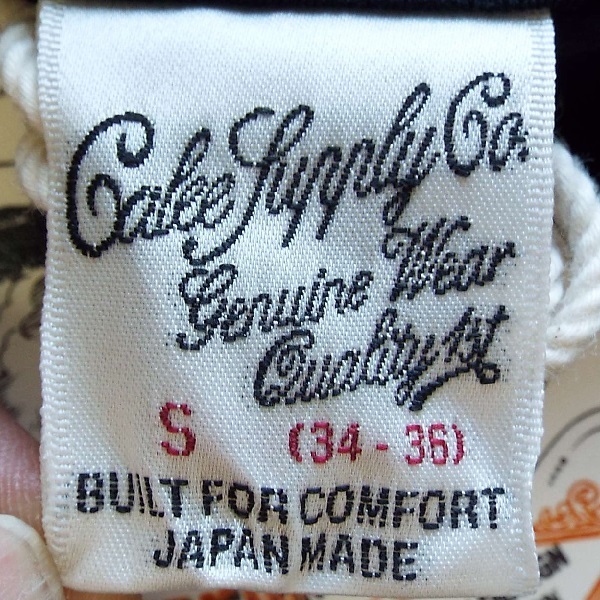 Calee Supply Co.
Genuine Wear
Quality 1st
S (34 - 36)
BUILT FOR COMFORT
JAPAN MADE